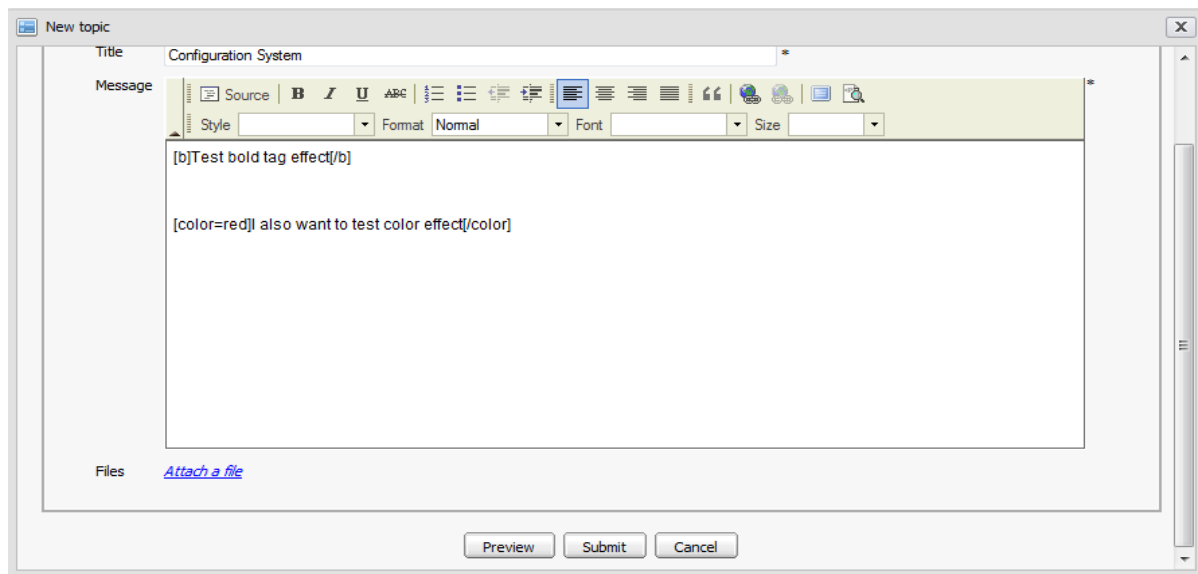 New topic
Title Configuration System *
Message *
Source B I U ABC
Style Format Normal Font Size
[b]Test bold tag effect[/b]
[color=red]I also want to test color effect[/color]
Files Attach a file
Preview Submit Cancel